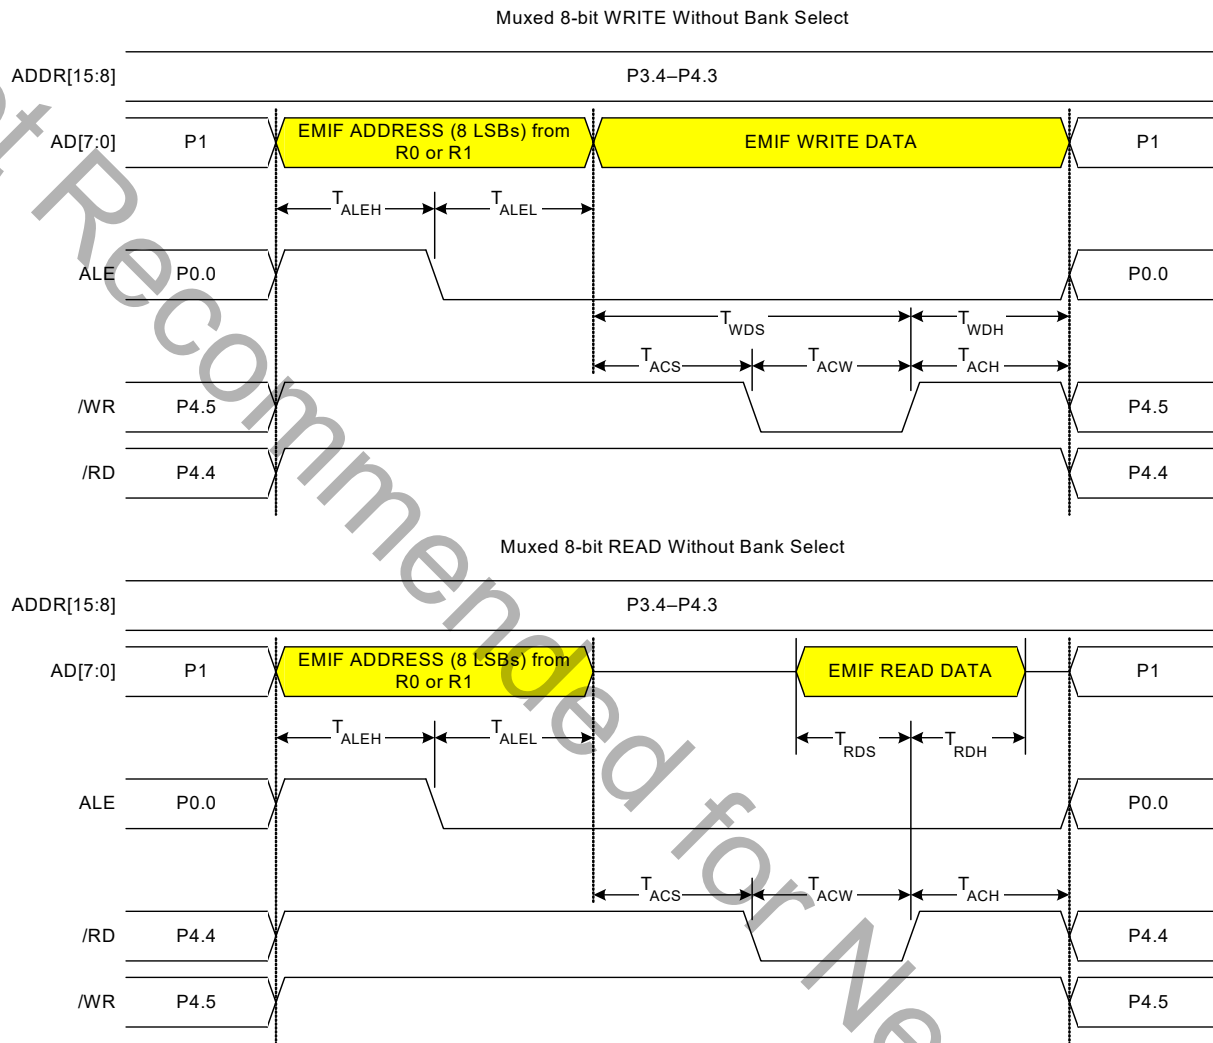 Muxed 8-bit WRITE Without Bank Select
ADDR[15:8] P3.4–P4.3
AD[7:0] P1 EMIF ADDRESS (8 LSBs) from R0 or R1 EMIF WRITE DATA P1
TALEH TALEL
ALE P0.0 P0.0
TWDS TWDH
TACS TACW TACH
/WR P4.5 P4.5
/RD P4.4 P4.4
Muxed 8-bit READ Without Bank Select
ADDR[15:8] P3.4–P4.3
AD[7:0] P1 EMIF ADDRESS (8 LSBs) from R0 or R1 EMIF READ DATA P1
TALEH TALEL TRDS TRDH
ALE P0.0 P0.0
TACS TACW TACH
/RD P4.4 P4.4
/WR P4.5 P4.5
Recommended for